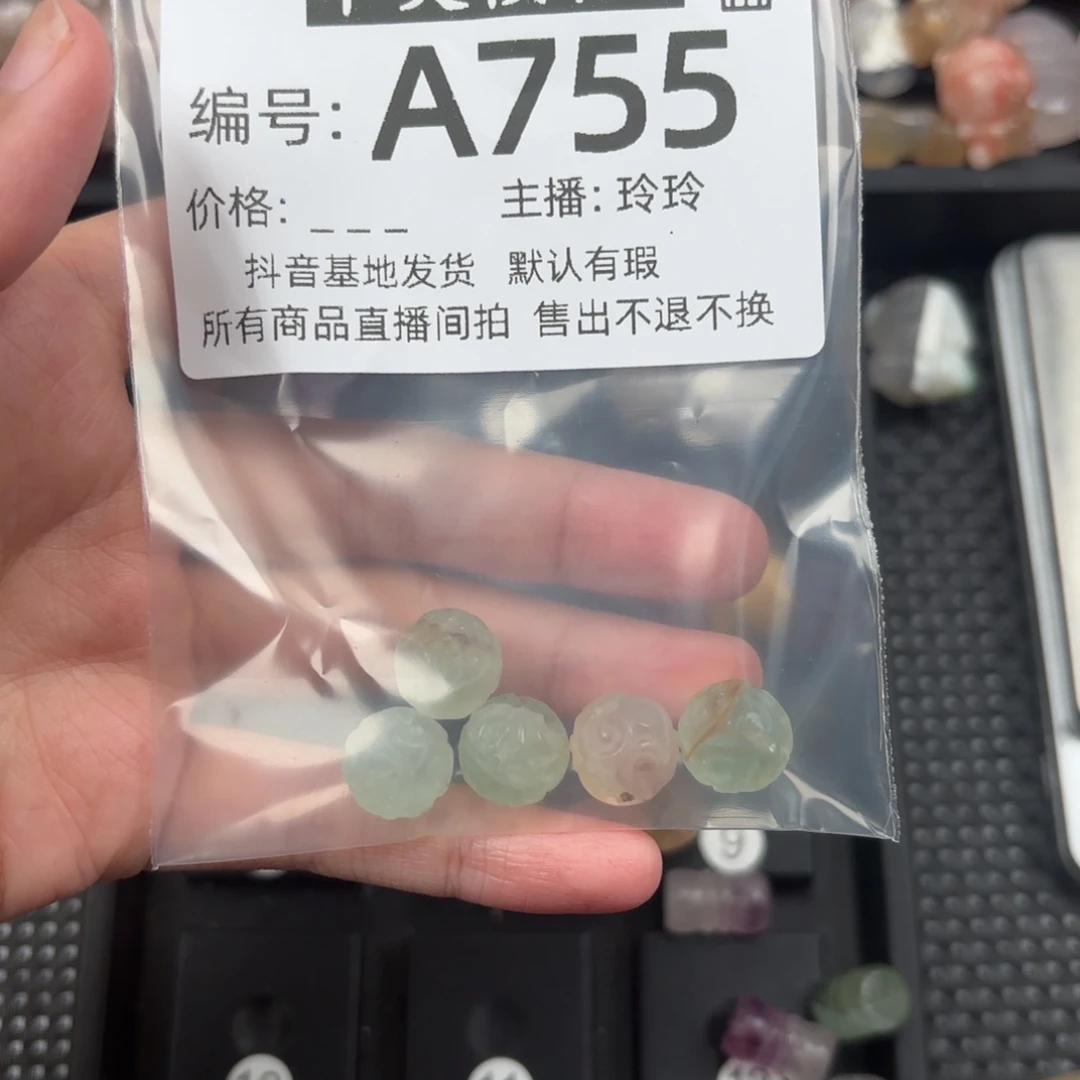 编号: A755
价格: _ _ _ 主播: 玲玲
抖音基地发货 默认有瑕
所有商品直播间拍 售出不退不换
9